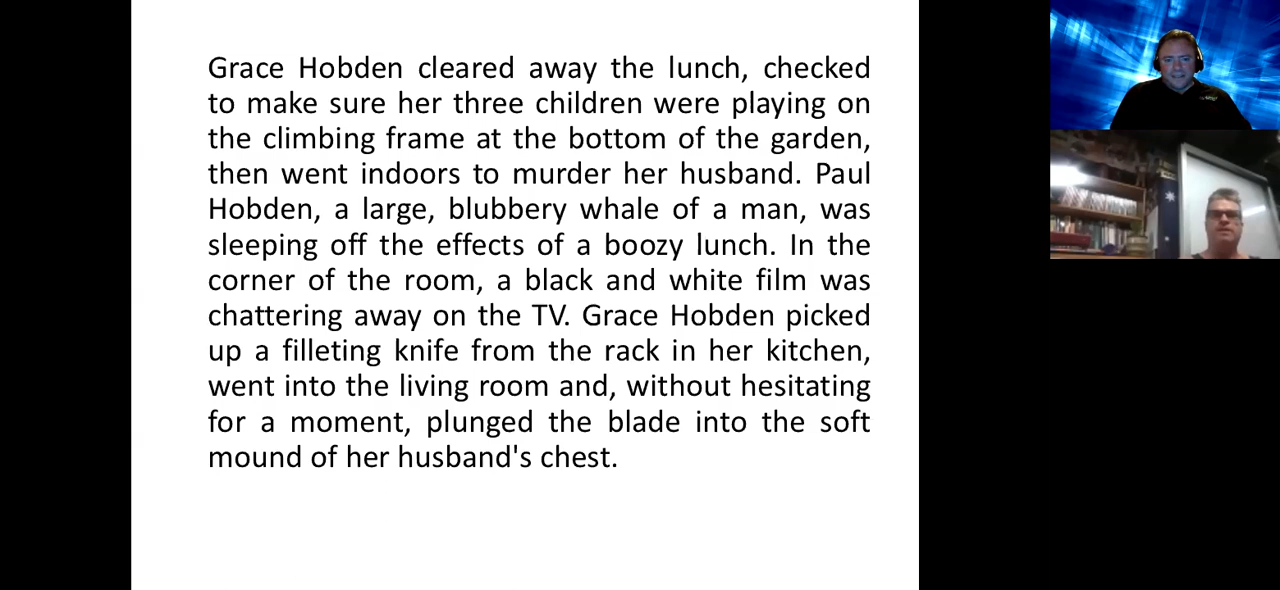 Grace Hobden cleared away the lunch, checked
to make sure her three children were playing on
the climbing frame at the bottom of the garden,
then went indoors to murder her husband. Paul
Hobden, a large, blubbery whale of a man, was
sleeping off the effects of a boozy lunch. In the
corner of the room, a black and white film was
chattering away on the TV. Grace Hobden picked
up a filleting knife from the rack in her kitchen,
went into the living room and, without hesitating
for a moment, plunged the blade into the soft
mound of her husband's chest.